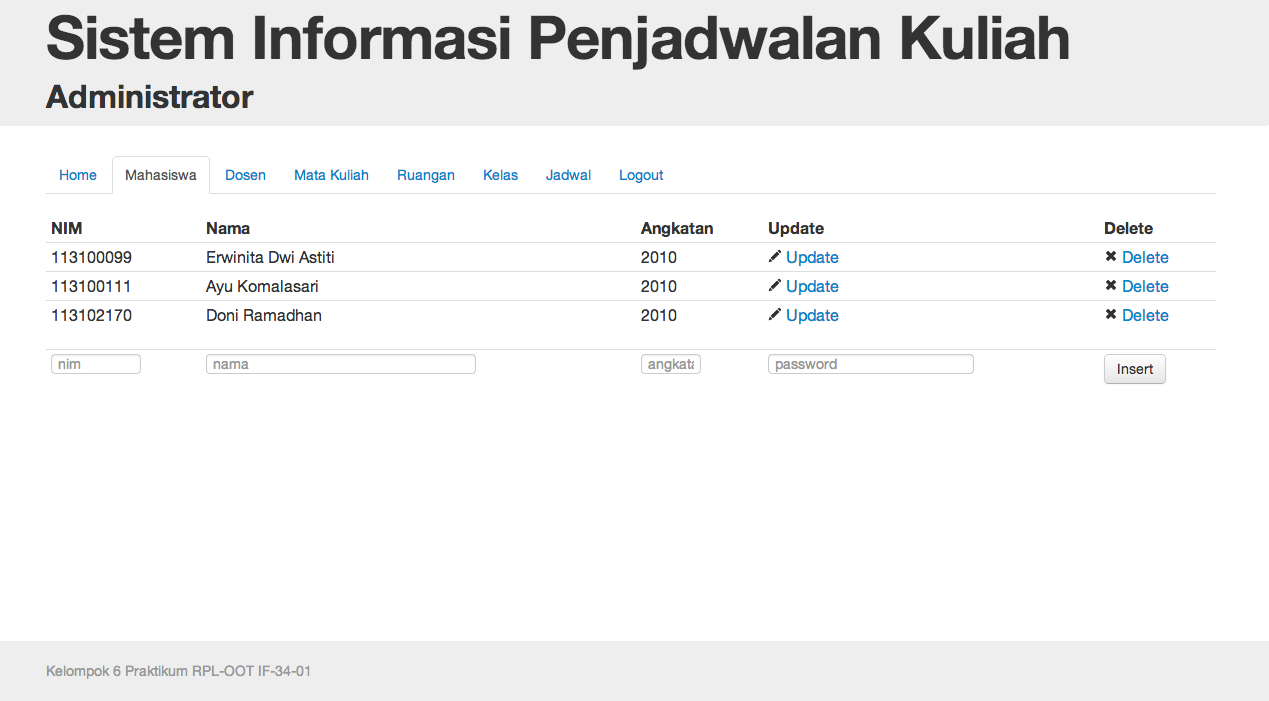 Sistem Informasi Penjadwalan Kuliah
Administrator
Home Mahasiswa Dosen Mata Kuliah Ruangan Kelas Jadwal Logout
NIM Nama Angkatan Update Delete
113100099 Erwinita Dwi Astiti 2010 Update Delete
113100111 Ayu Komalasari 2010 Update Delete
113102170 Doni Ramadhan 2010 Update Delete
nim nama angkata password Insert
Kelompok 6 Praktikum RPL-OOT IF-34-01